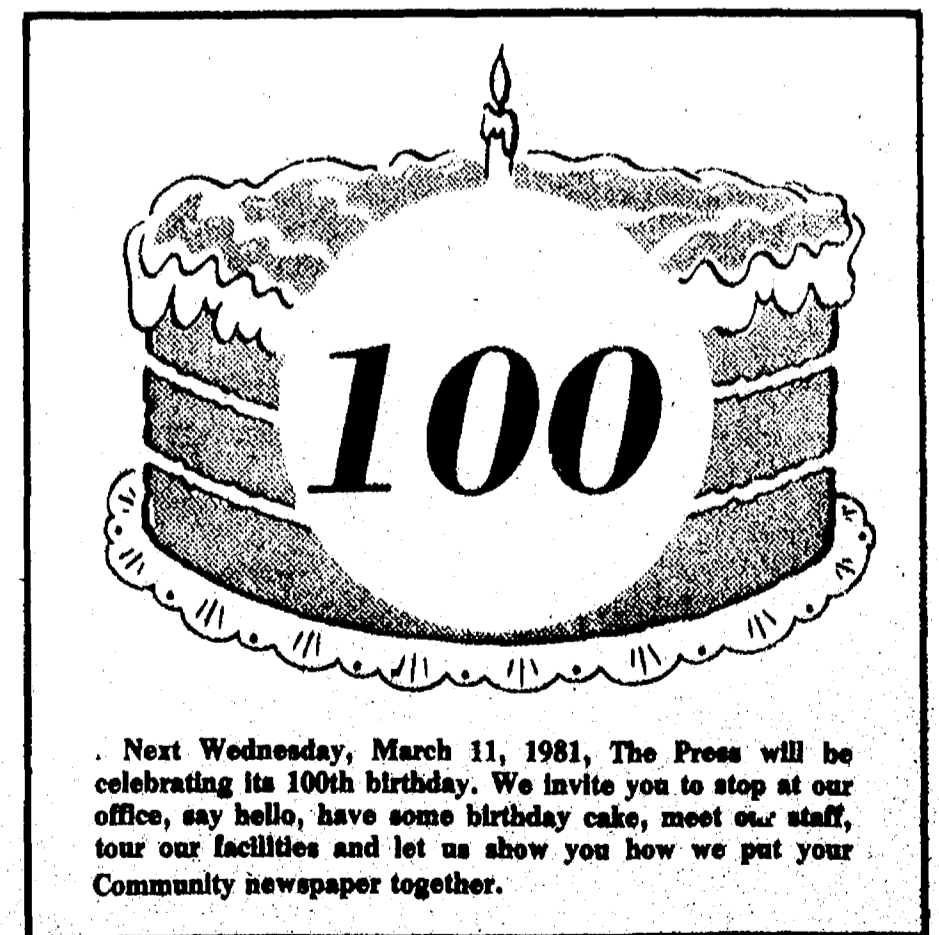 100
Next Wednesday, March 11, 1981, The Press will be
celebrating its 100th birthday. We invite you to stop at our
office, say hello, have some birthday cake, meet our staff,
tour our facilities and let us show you how we put your
Community newspaper together.